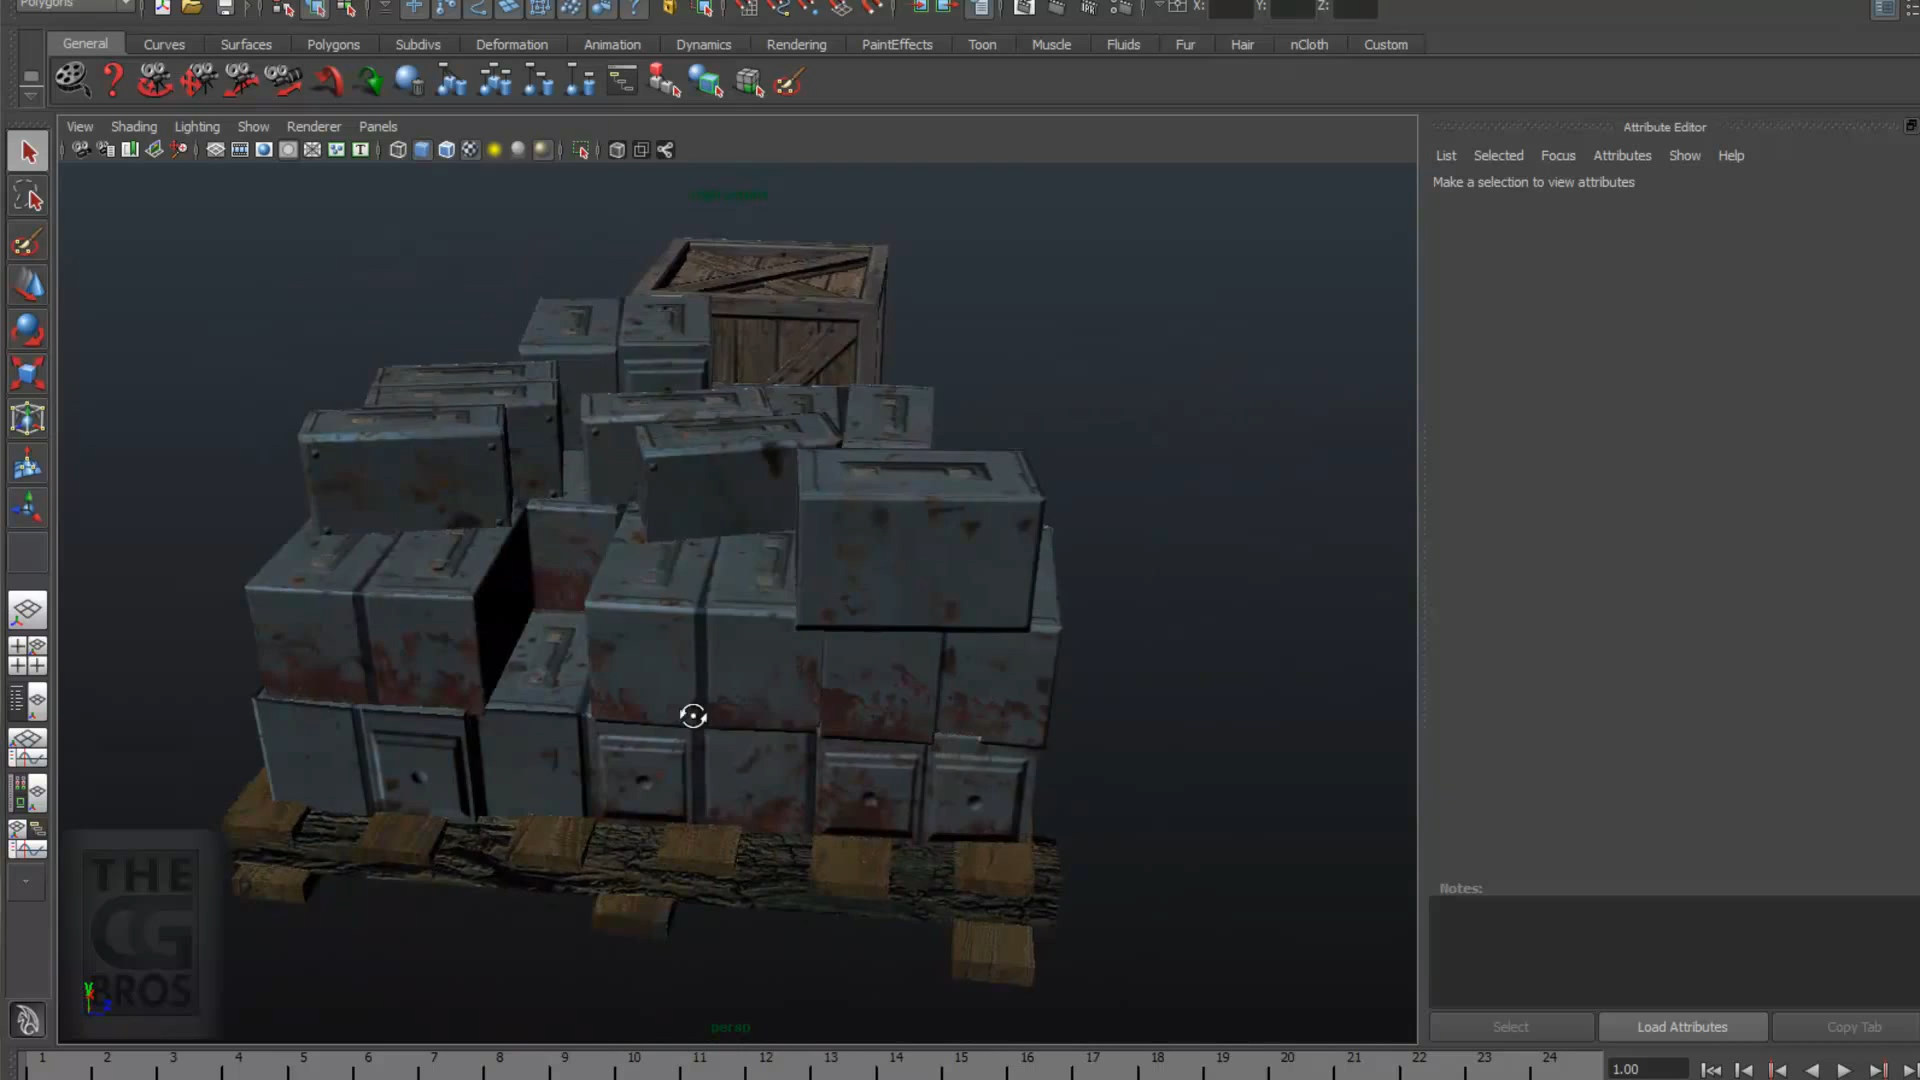 Polygons
X:
Y:
Z:
General Curves Surfaces Polygons Subdivs Deformation Animation Dynamics Rendering PaintEffects Toon Muscle Fluids Fur Hair nCloth Custom
View Shading Lighting Show Renderer Panels
Attribute Editor
List Selected Focus Attributes Show Help
Make a selection to view attributes
THE
CG
BROS
persp
Notes:
Select
Load Attributes
Copy Tab
1 2 3 4 5 6 7 8 9 10 11 12 13 14 15 16 17 18 19 20 21 22 23 24
1.00